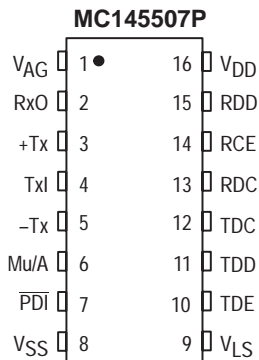 MC145507P
VAG 1 16 VDD
RxO 2 15 RDD
+Tx 3 14 RCE
TxI 4 13 RDC
–Tx 5 12 TDC
Mu/A 6 11 TDD
PDI 7 10 TDE
VSS 8 9 VLS